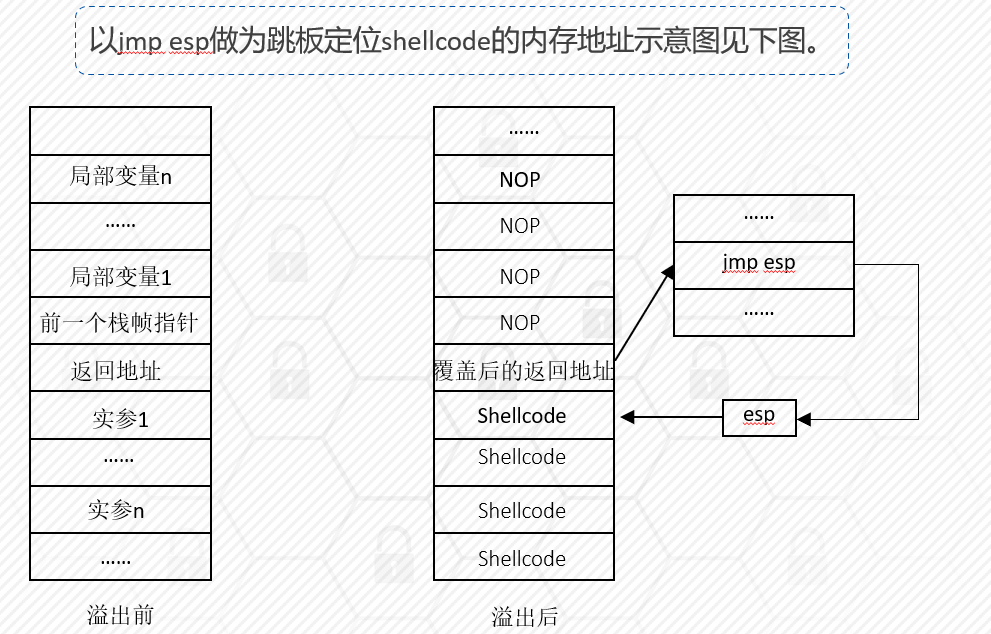 以jmp esp做为跳板定位shellcode的内存地址示意图见下图。
局部变量n
……
局部变量1
前一个栈帧指针
返回地址
实参1
……
实参n
……
溢出前
……
NOP
NOP
NOP
NOP
覆盖后的返回地址
Shellcode
Shellcode
Shellcode
Shellcode
溢出后
……
jmp esp
……
esp